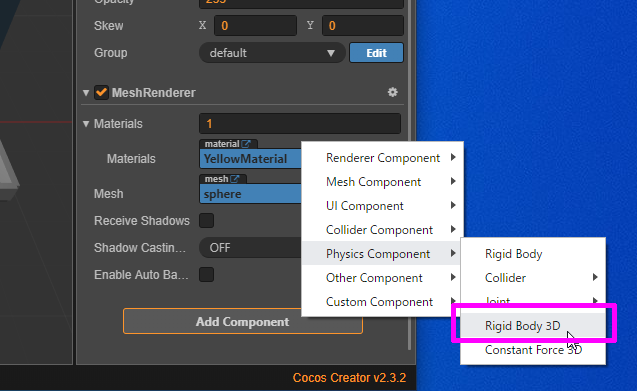 Opacity 255
Skew X 0 Y 0
Group default Edit
MeshRenderer
Materials 1
material
Materials YellowMaterial
mesh
Mesh sphere
Receive Shadows
Shadow Castin... OFF
Enable Auto Ba...
Add Component
Renderer Component
Mesh Component
UI Component
Collider Component
Physics Component
Other Component
Custom Component
Rigid Body
Collider
Joint
Rigid Body 3D
Constant Force 3D
Cocos Creator v2.3.2